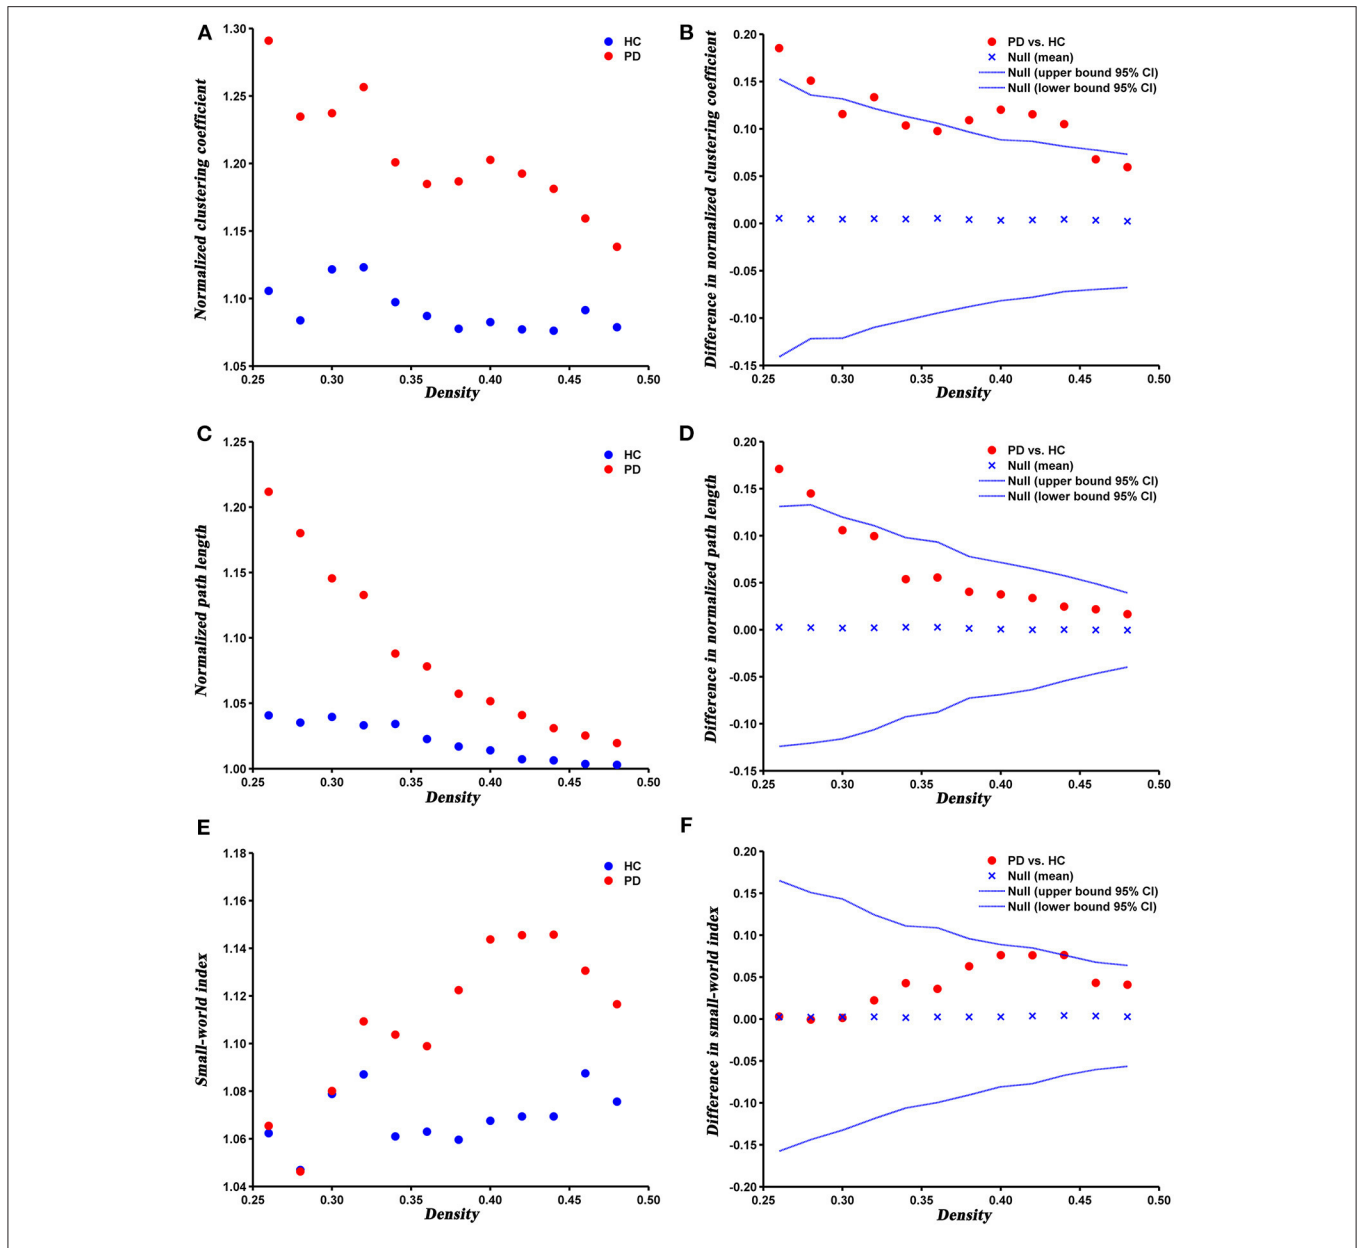 A
1.30
1.25
1.20
1.15
1.10
1.05
0.25
0.30
0.35
0.40
0.45
0.50
Normalized clustering coefficient
Density
HC
PD
B
0.20
0.15
0.10
0.05
0.00
-0.05
-0.10
-0.15
0.25
0.30
0.35
0.40
0.45
0.50
Difference in normalized clustering coefficient
Density
PD vs. HC
Null (mean)
Null (upper bound 95% CI)
Null (lower bound 95% CI)
C
1.25
1.20
1.15
1.10
1.05
1.00
0.25
0.30
0.35
0.40
0.45
0.50
Normalized path length
Density
HC
PD
D
0.20
0.15
0.10
0.05
0.00
-0.05
-0.10
-0.15
0.25
0.30
0.35
0.40
0.45
0.50
Difference in normalized path length
Density
PD vs. HC
Null (mean)
Null (upper bound 95% CI)
Null (lower bound 95% CI)
E
1.18
1.16
1.14
1.12
1.10
1.08
1.06
1.04
0.25
0.30
0.35
0.40
0.45
0.50
Small-world index
Density
HC
PD
F
0.20
0.15
0.10
0.05
0.00
-0.05
-0.10
-0.15
-0.20
0.25
0.30
0.35
0.40
0.45
0.50
Difference in small-world index
Density
PD vs. HC
Null (mean)
Null (upper bound 95% CI)
Null (lower bound 95% CI)